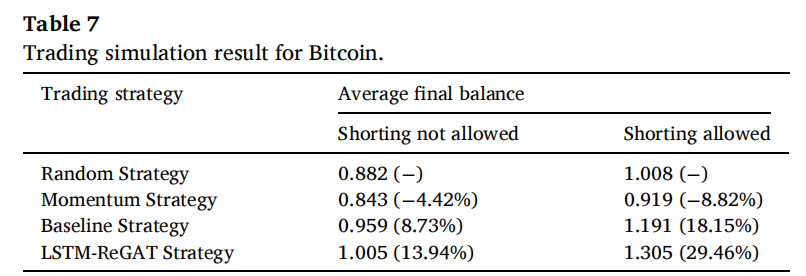 Table 7
Trading simulation result for Bitcoin.
Trading strategy Average final balance
Shorting not allowed Shorting allowed
Random Strategy 0.882 (−) 1.008 (−)
Momentum Strategy 0.843 (−4.42%) 0.919 (−8.82%)
Baseline Strategy 0.959 (8.73%) 1.191 (18.15%)
LSTM-ReGAT Strategy 1.005 (13.94%) 1.305 (29.46%)